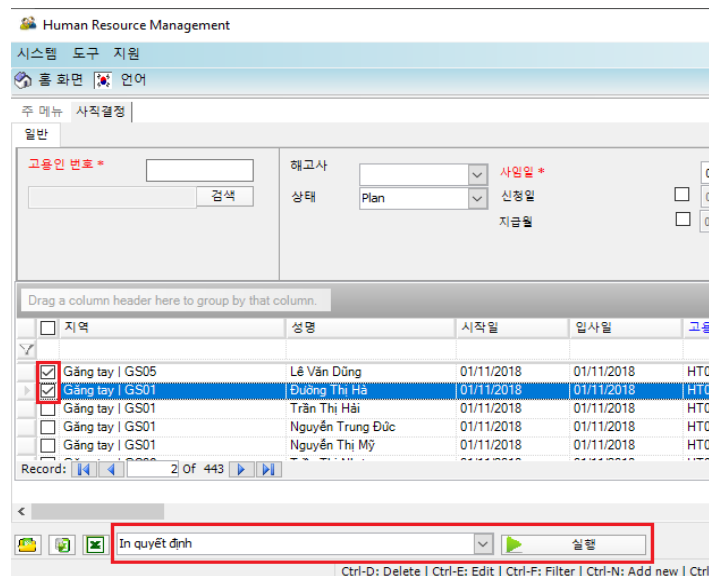 Human Resource Management
시스템 도구 지원
홈 화면 언어
주 메뉴 사직결정
일반
고용인 번호 * 해고사 사임일 *
검색 상태 Plan 신청일
지급월
Drag a column header here to group by that column.
지역 성명 시작일 입사일
Găng tay | GS05 Lê Văn Dũng 01/11/2018 01/11/2018 HT0
Găng tay | GS01 Đường Thị Hà 01/11/2018 01/11/2018 HT0
Găng tay | GS01 Trần Thị Hải 01/11/2018 01/11/2018 HT0
Găng tay | GS01 Nguyễn Trung Đức 01/11/2018 01/11/2018 HT0
Găng tay | GS01 Nguyễn Thị Mỹ 01/11/2018 01/11/2018 HT0
Record: 2 Of 443
In quyết định 실행
Ctrl-D: Delete | Ctrl-E: Edit | Ctrl-F: Filter | Ctrl-N: Add new | Ctrl